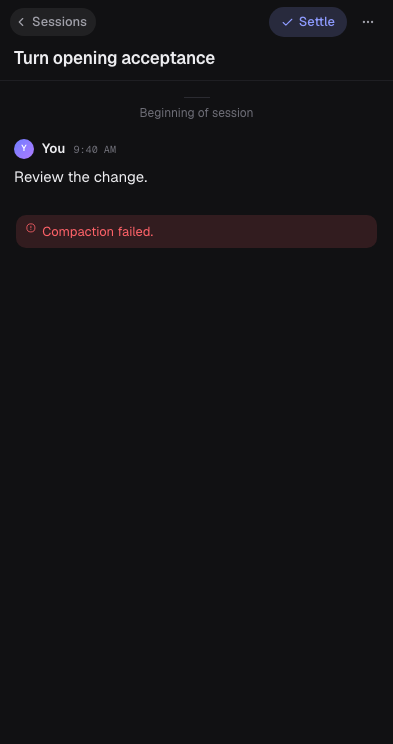 Sessions
Settle
Turn opening acceptance
Beginning of session
Y You 9:40 AM
Review the change.
Compaction failed.